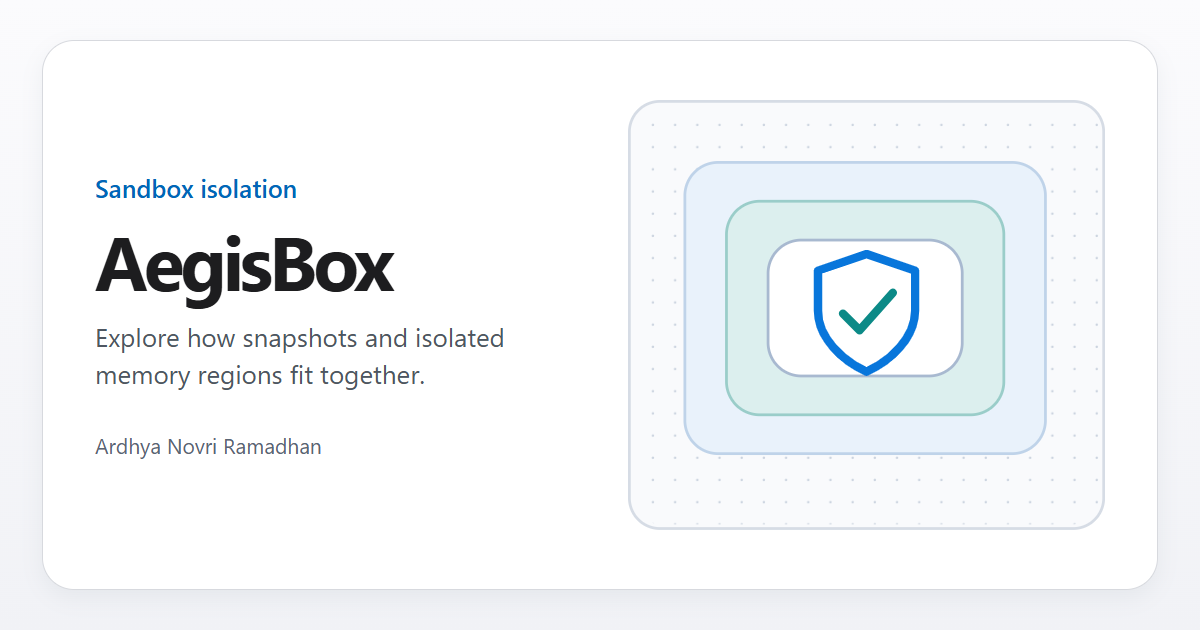 Sandbox isolation
AegisBox
Explore how snapshots and isolated
memory regions fit together.
Ardhya Novri Ramadhan